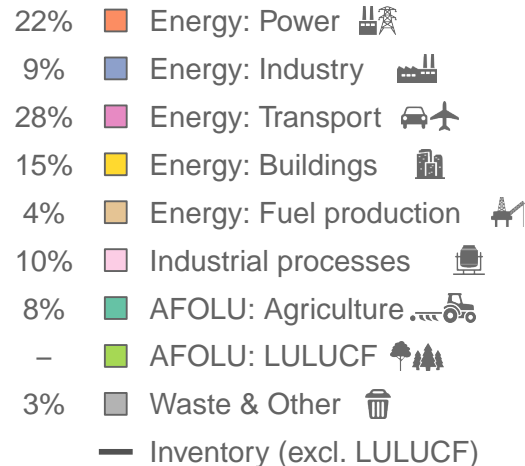 22% Energy: Power
9% Energy: Industry
28% Energy: Transport
15% Energy: Buildings
4% Energy: Fuel production
10% Industrial processes
8% AFOLU: Agriculture
– AFOLU: LULUCF
3% Waste & Other
Inventory (excl. LULUCF)